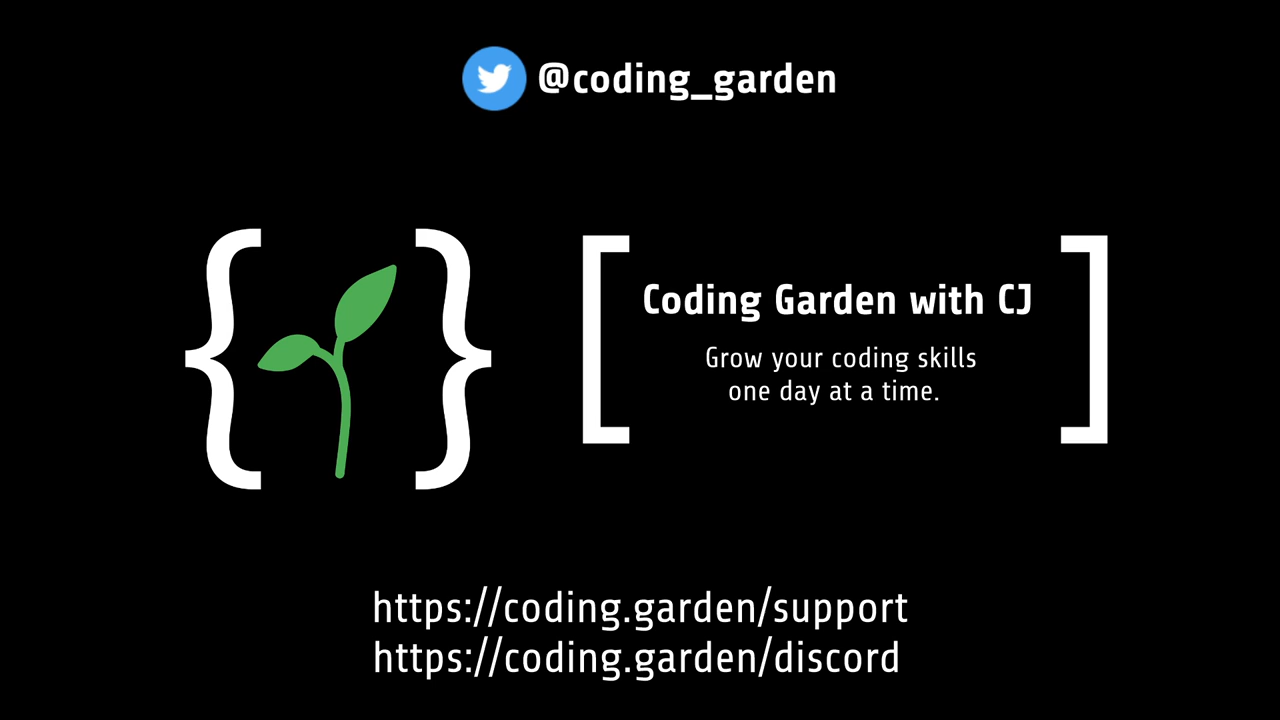 @coding_garden
Coding Garden with CJ
Grow your coding skills
one day at a time.
https://coding.garden/support
https://coding.garden/discord